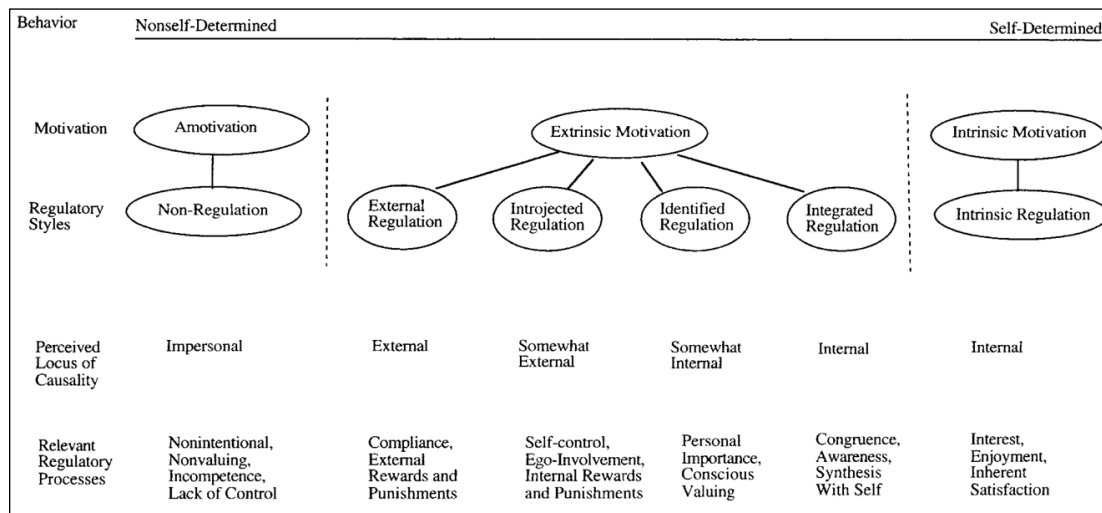 Behavior
Nonself-Determined
Self-Determined
Motivation
Amotivation
Extrinsic Motivation
Intrinsic Motivation
Regulatory
Styles
Non-Regulation
External
Regulation
Introjected
Regulation
Identified
Regulation
Integrated
Regulation
Intrinsic Regulation
Perceived
Locus of
Causality
Impersonal
External
Somewhat
External
Somewhat
Internal
Internal
Internal
Relevant
Regulatory
Processes
Nonintentional,
Nonvaluing,
Incompetence,
Lack of Control
Compliance,
External
Rewards and
Punishments
Self-control,
Ego-Involvement,
Internal Rewards
and Punishments
Personal
Importance,
Conscious
Valuing
Congruence,
Awareness,
Synthesis
With Self
Interest,
Enjoyment,
Inherent
Satisfaction